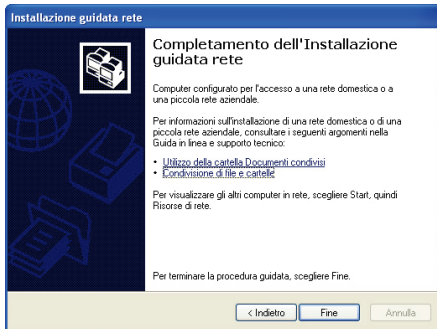 Installazione guidata rete
Completamento dell'Installazione
guidata rete
Computer configurato per l'accesso a una rete domestica o a
una piccola rete aziendale.
Per informazioni sull'installazione di una rete domestica o di una
piccola rete aziendale, consultare i seguenti argomenti nella
Guida in linea e supporto tecnico:
• Utilizzo della cartella Documenti condivisi
• Condivisione di file e cartelle
Per visualizzare gli altri computer in rete, scegliere Start, quindi
Risorse di rete.
Per terminare la procedura guidata, scegliere Fine.
< Indietro
Fine
Annulla